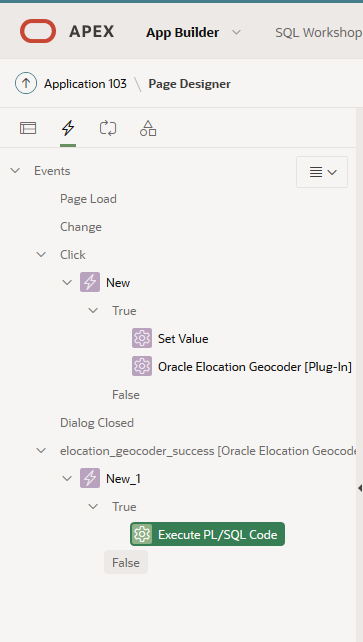 APEX App Builder SQL Workshop
Application 103 \ Page Designer
Events
Page Load
Change
Click
New
True
Set Value
Oracle Elocation Geocoder [Plug-In]
False
Dialog Closed
elocation_geocoder_success [Oracle Elocation Geocode
New_1
True
Execute PL/SQL Code
False